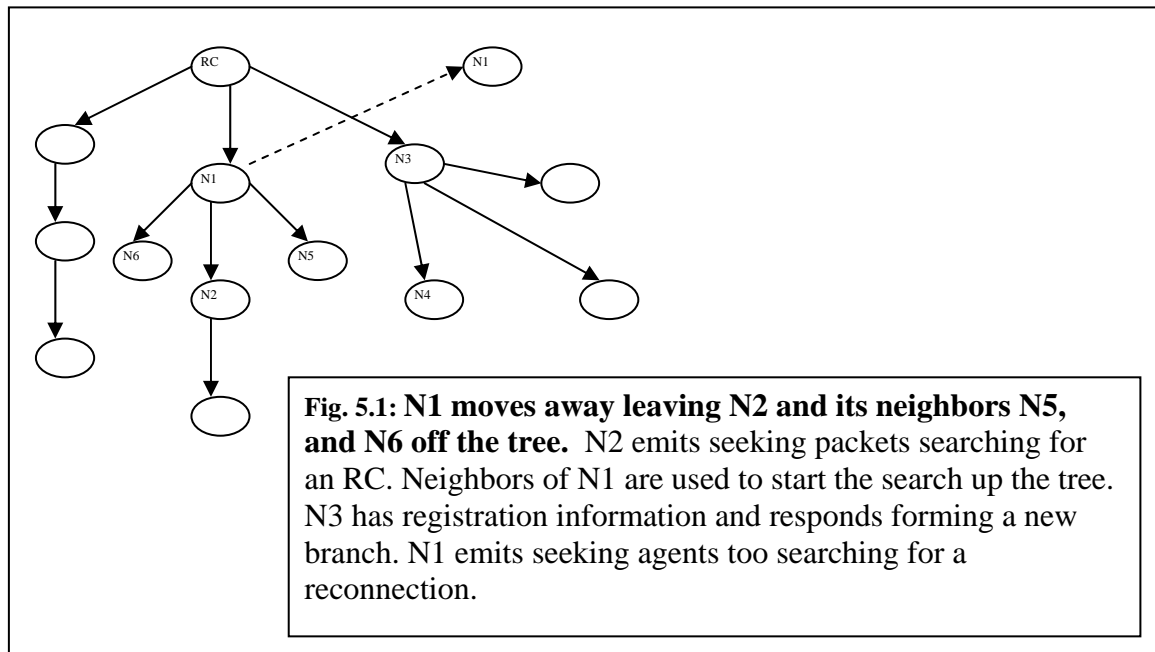 RC
N1
N3
N1
N6
N5
N2
N4
Fig. 5.1: N1 moves away leaving N2 and its neighbors N5,
and N6 off the tree. N2 emits seeking packets searching for
an RC. Neighbors of N1 are used to start the search up the tree.
N3 has registration information and responds forming a new
branch. N1 emits seeking agents too searching for a
reconnection.